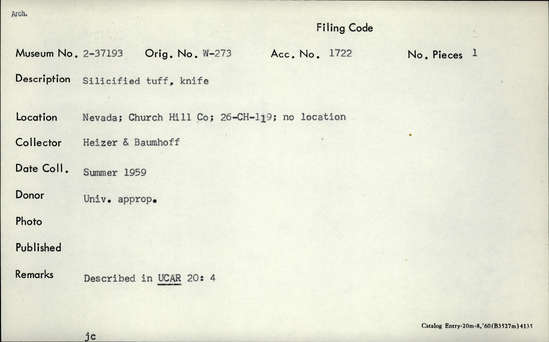 Arch.
Filing Code
Museum No. 2-37193 Orig. No. W-273 Acc. No. 1722 No. Pieces 1
Description Silicified tuff, knife
Location Nevada; Church Hill Co; 26-CH-119; no location
Collector Heizer & Baumhoff
Date Coll. Summer 1959
Donor Univ. approp.
Photo
Published
Remarks Described in UCAR 20: 4
Catalog Entry-20m-8,'60(B3527m)4135
jc